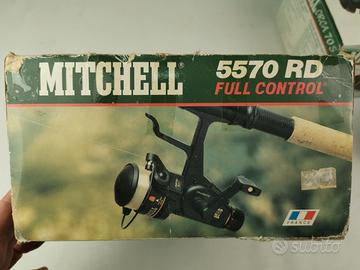 MITCHELL
5570 RD
FULL CONTROL
FRANCE
subito